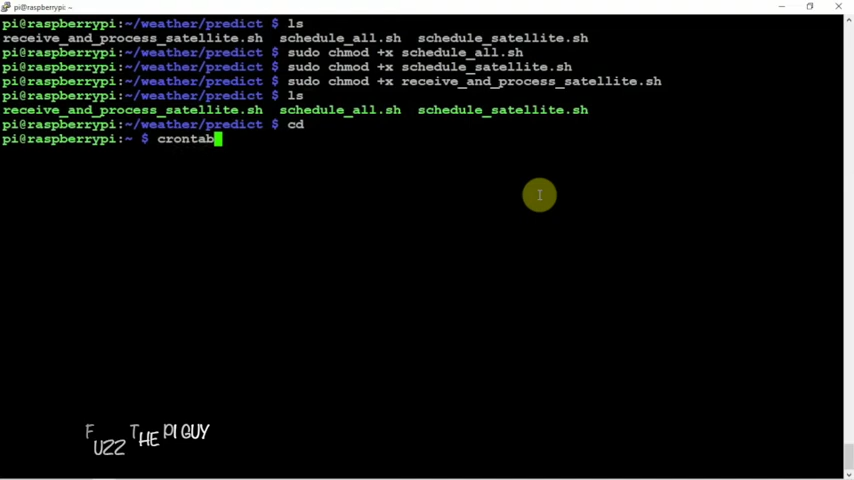 pi@raspberrypi: ~
pi@raspberrypi:~/weather/predict $ ls
receive_and_process_satellite.sh schedule_all.sh schedule_satellite.sh
pi@raspberrypi:~/weather/predict $ sudo chmod +x schedule_all.sh
pi@raspberrypi:~/weather/predict $ sudo chmod +x schedule_satellite.sh
pi@raspberrypi:~/weather/predict $ sudo chmod +x receive_and_process_satellite.sh
pi@raspberrypi:~/weather/predict $ ls
receive_and_process_satellite.sh schedule_all.sh schedule_satellite.sh
pi@raspberrypi:~/weather/predict $ cd
pi@raspberrypi:~ $ crontab
FUZZ THE PI GUY